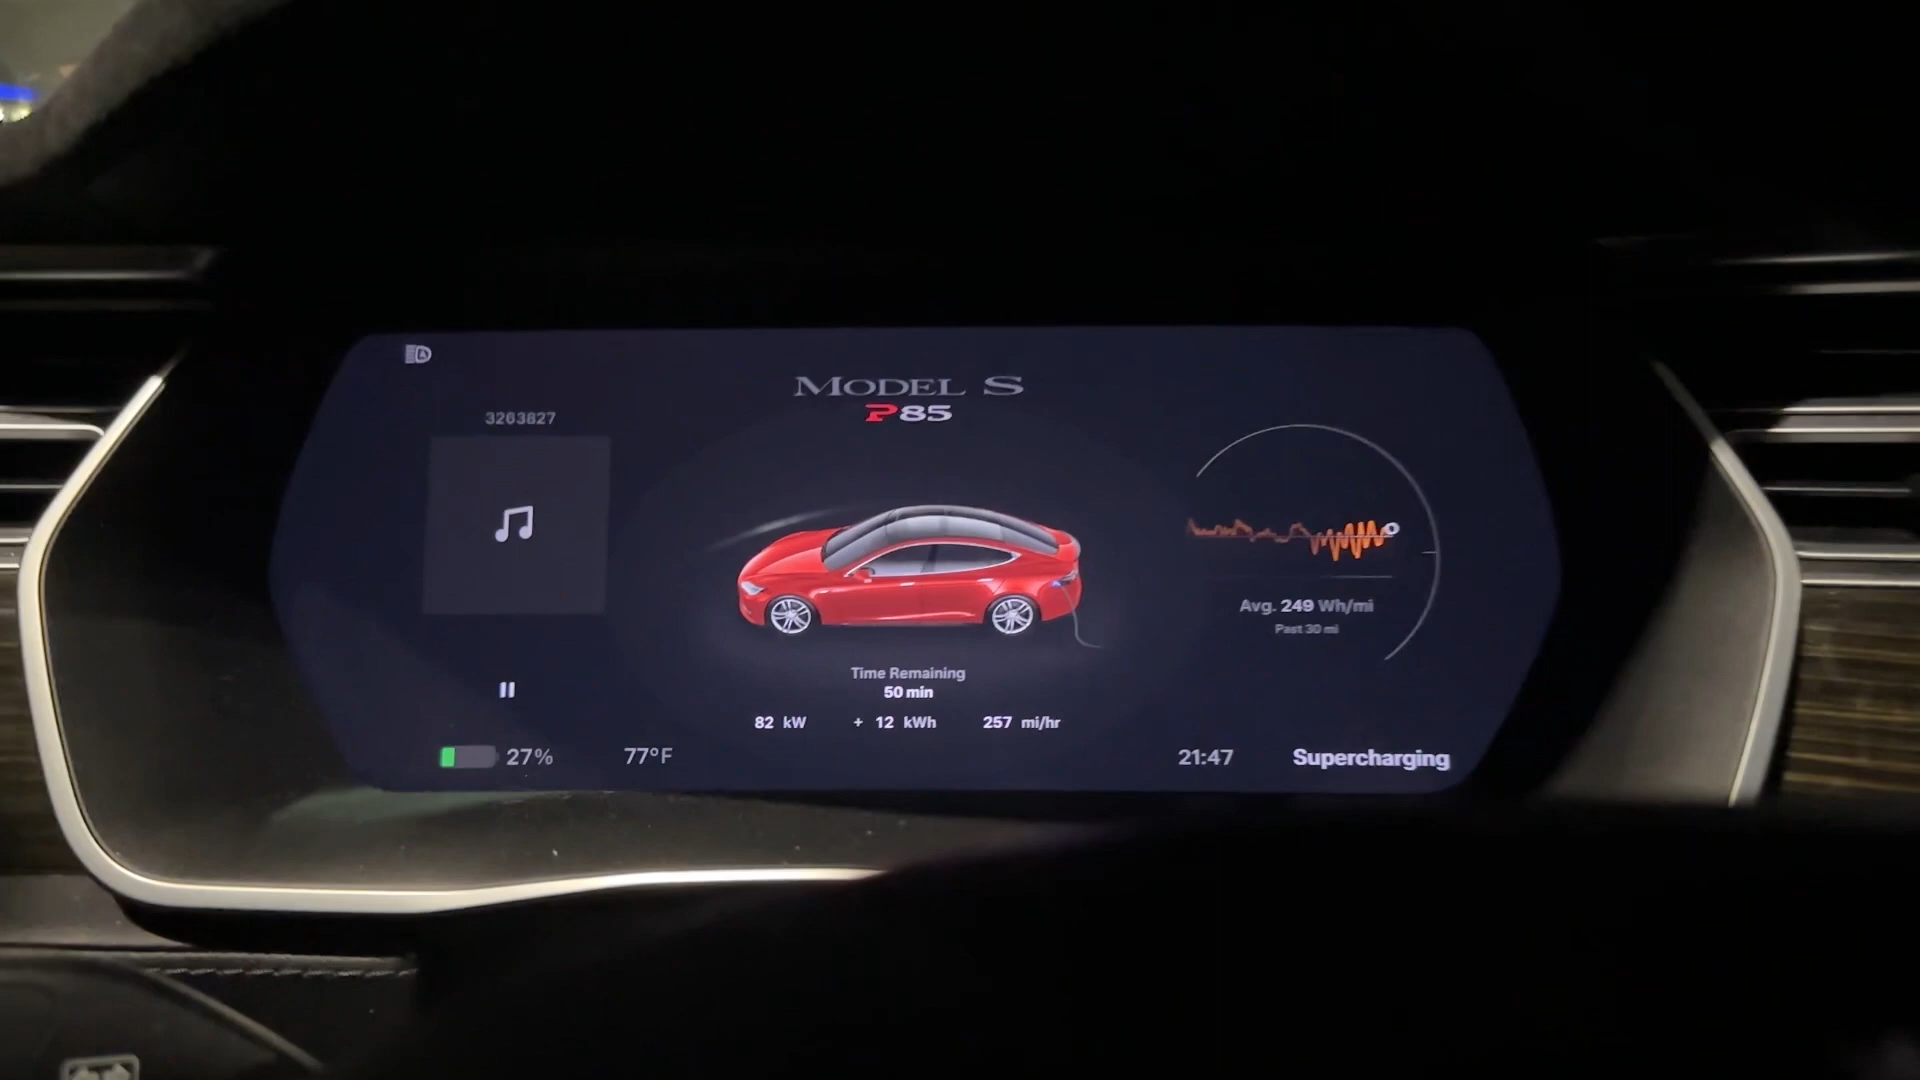 MODEL S
P85
3263827
Avg. 249 Wh/mi
Past 30 mi
Time Remaining
50 min
82 kW + 12 kWh 257 mi/hr
27% 77°F 21:47 Supercharging